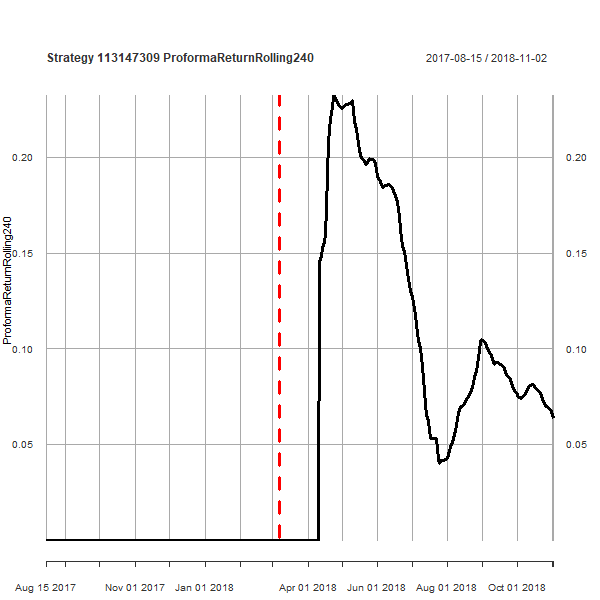 Strategy 113147309 ProformaReturnRolling240 2017-08-15 / 2018-11-02
ProformaReturnRolling240
0.20 0.20
0.15 0.15
0.10 0.10
0.05 0.05
Aug 15 2017 Nov 01 2017 Jan 01 2018 Apr 01 2018 Jun 01 2018 Aug 01 2018 Oct 01 2018